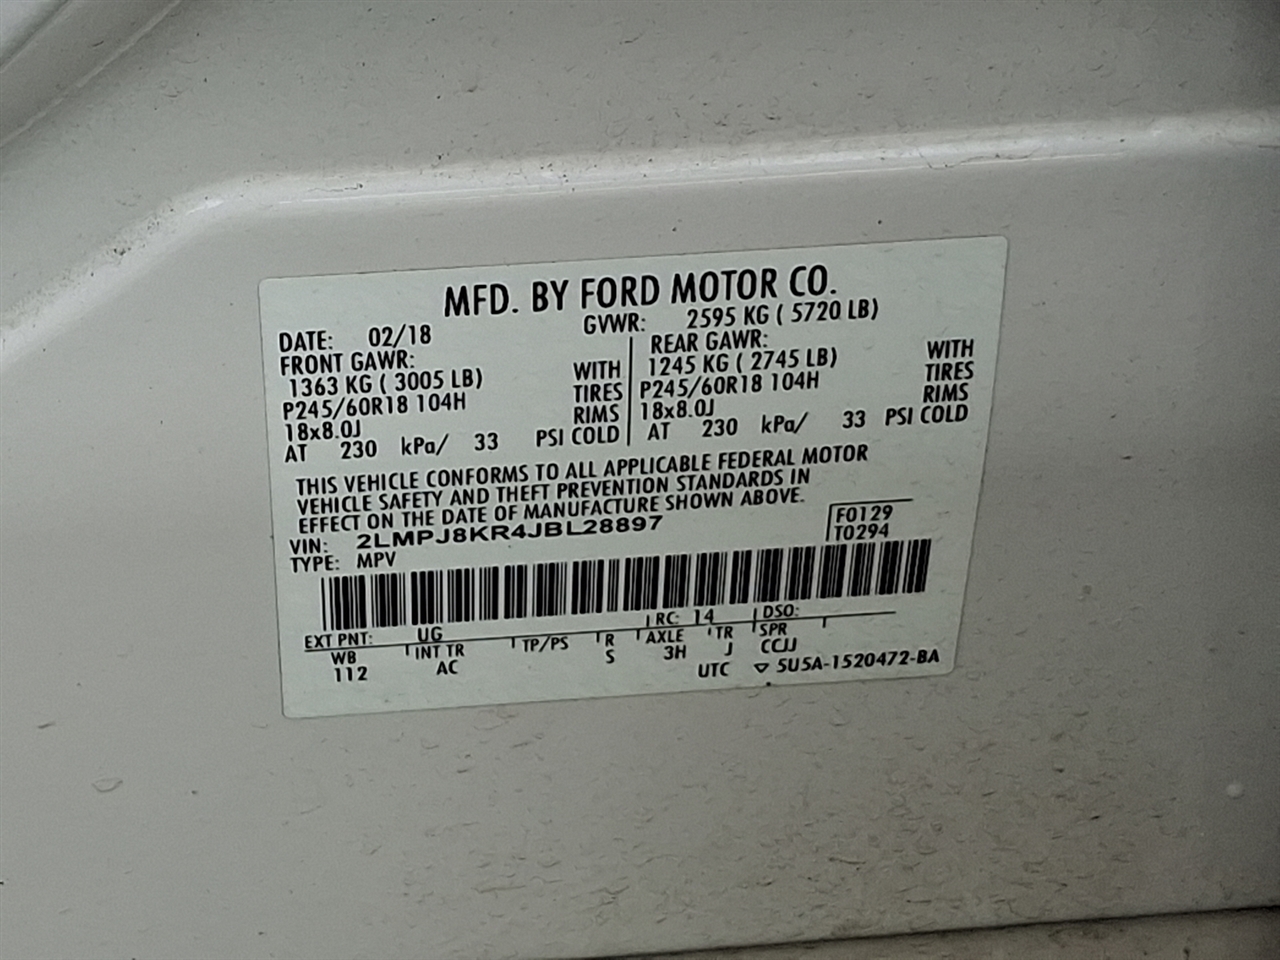 MFD. BY FORD MOTOR CO.
DATE: 02/18 GVWR: 2595 KG ( 5720 LB)
FRONT GAWR: REAR GAWR:
1363 KG ( 3005 LB) WITH 1245 KG ( 2745 LB) WITH
P245/60R18 104H TIRES P245/60R18 104H TIRES
18x8.0J RIMS 18x8.0J RIMS
AT 230 kPa/ 33 PSI COLD AT 230 kPa/ 33 PSI COLD
THIS VEHICLE CONFORMS TO ALL APPLICABLE FEDERAL MOTOR
VEHICLE SAFETY AND THEFT PREVENTION STANDARDS IN
EFFECT ON THE DATE OF MANUFACTURE SHOWN ABOVE.
VIN: 2LMPJ8KR4JBL28897 F0129
TYPE: MPV T0294
EXT PNT: UG RC: 14 DSO:
WB INT TR TP/PS R AXLE TR SPR
112 AC S 3H J CCJJ
UTC ▽ 5U5A-1520472-BA